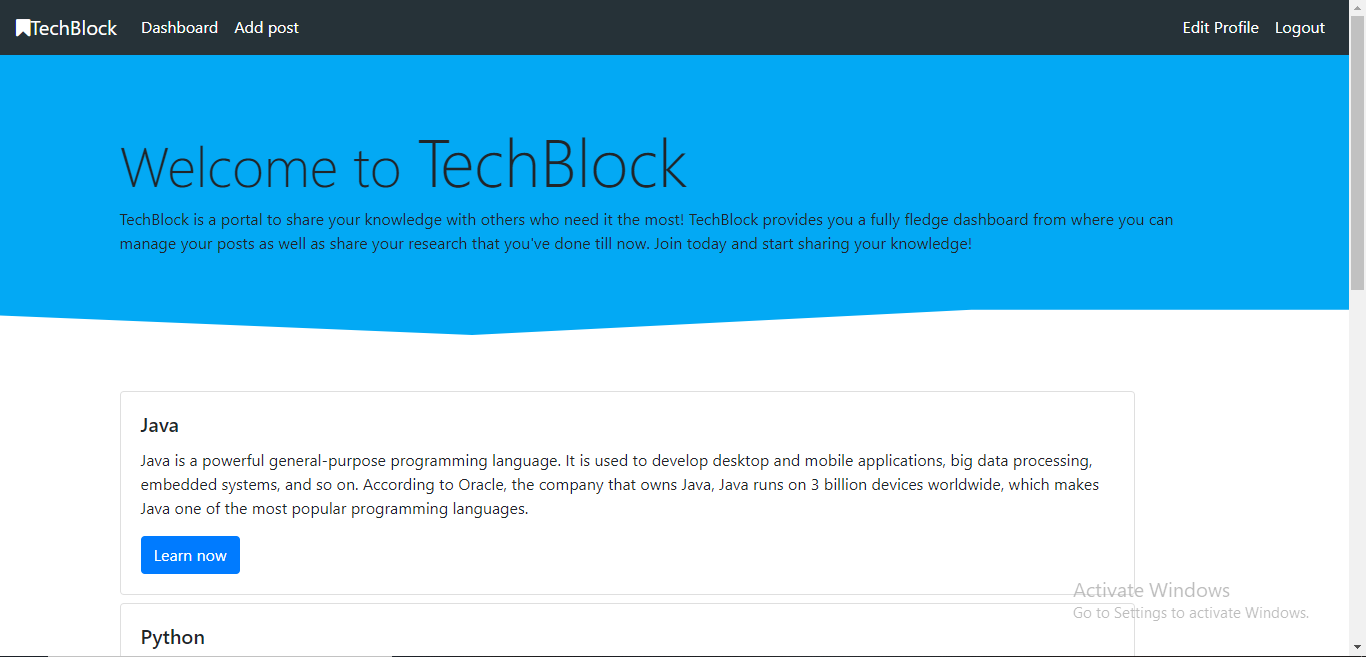 TechBlock Dashboard Add post Edit Profile Logout
Welcome to TechBlock
TechBlock is a portal to share your knowledge with others who need it the most! TechBlock provides you a fully fledge dashboard from where you can
manage your posts as well as share your research that you've done till now. Join today and start sharing your knowledge!
Java
Java is a powerful general-purpose programming language. It is used to develop desktop and mobile applications, big data processing,
embedded systems, and so on. According to Oracle, the company that owns Java, Java runs on 3 billion devices worldwide, which makes
Java one of the most popular programming languages.
Learn now
Activate Windows
Go to Settings to activate Windows.
Python